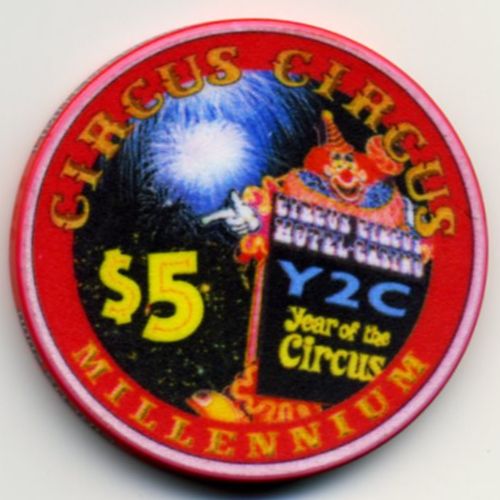 CIRCUS CIRCUS
CIRCUS CIRCUS
HOTEL-CASINO
$5
Y2C
Year of the
Circus
MILLENNIUM